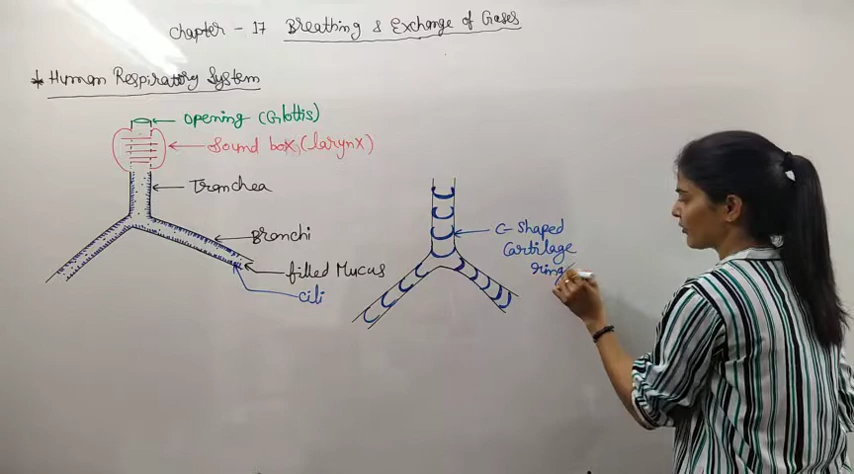 Chapter - 17 Breathing & Exchange of Gases
* Human Respiratory System
opening (Glottis)
Sound box (larynx)
Trachea
Bronchi
filled Mucus
cili
C-Shaped
Cartilage
ring